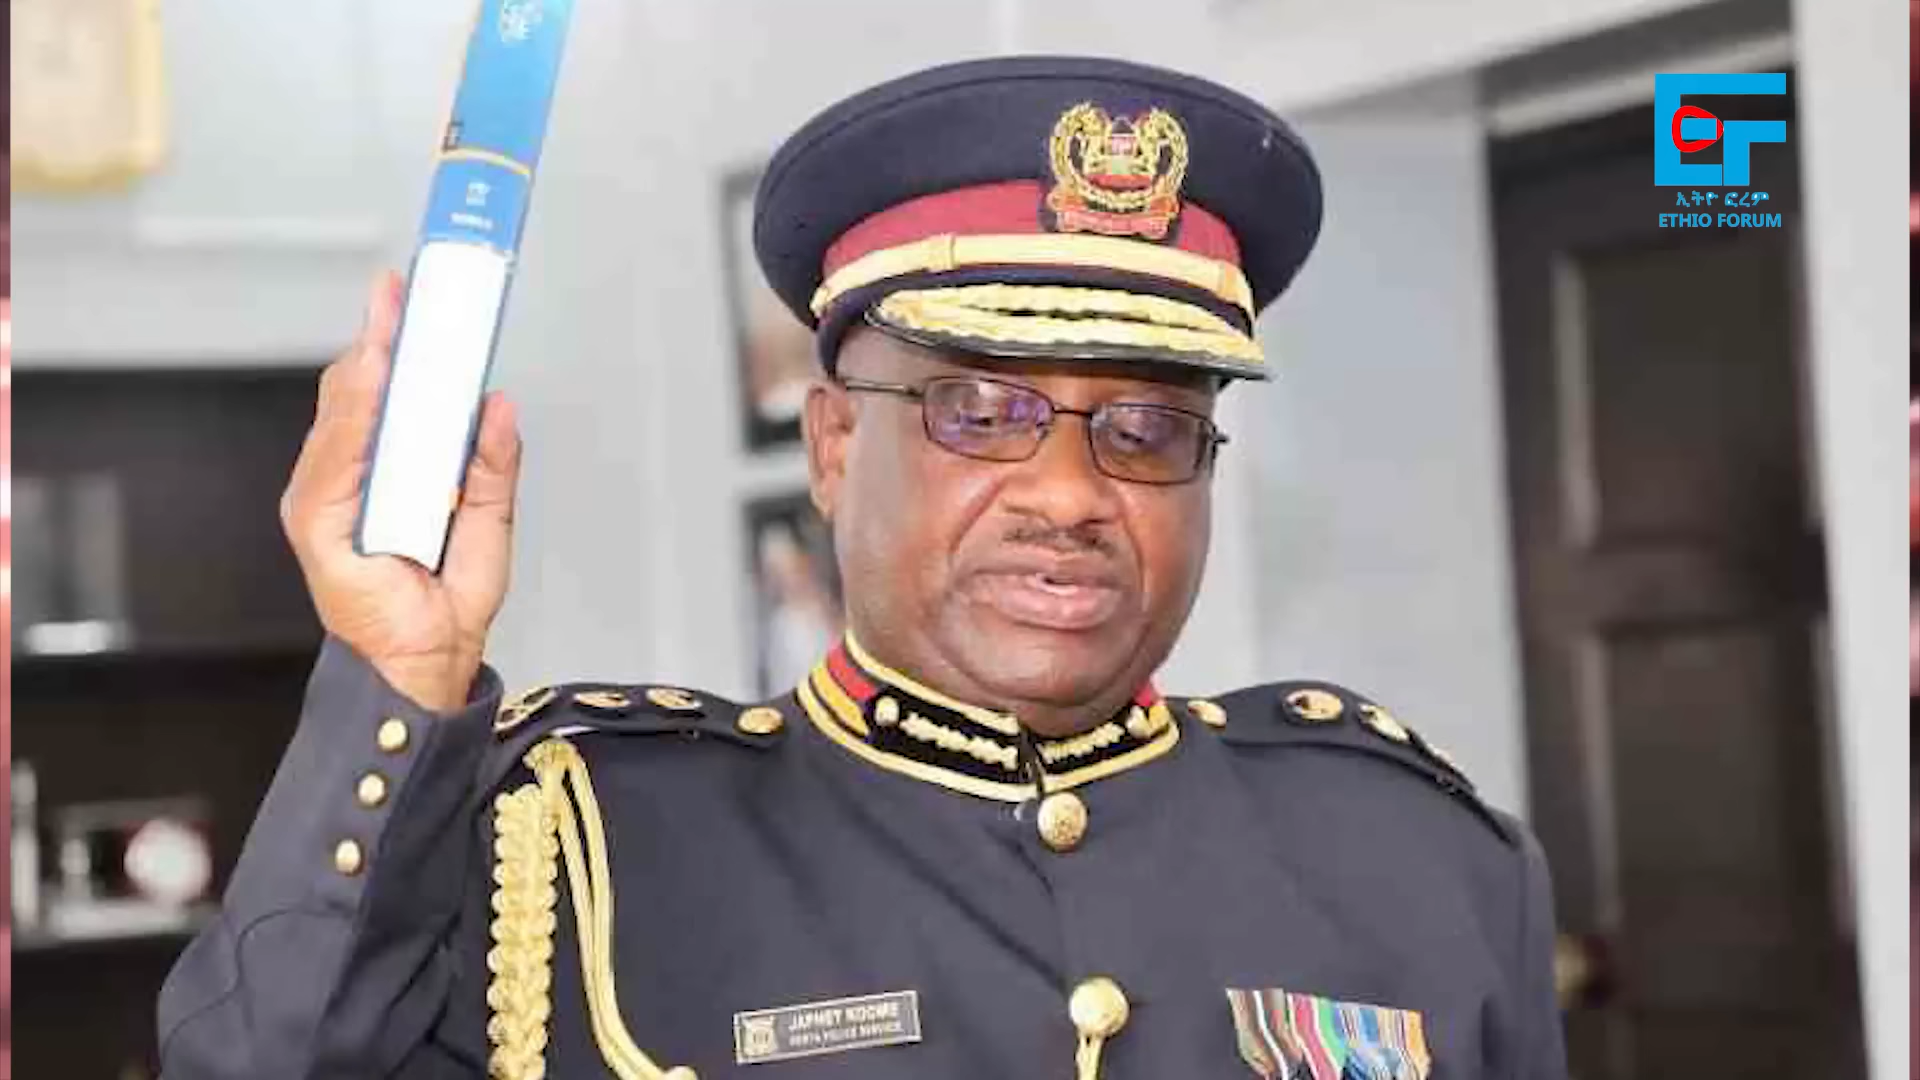 ኢትዮ ፎረም
ETHIO FORUM
JAPHET KOOME
KENYA POLICE SERVICE